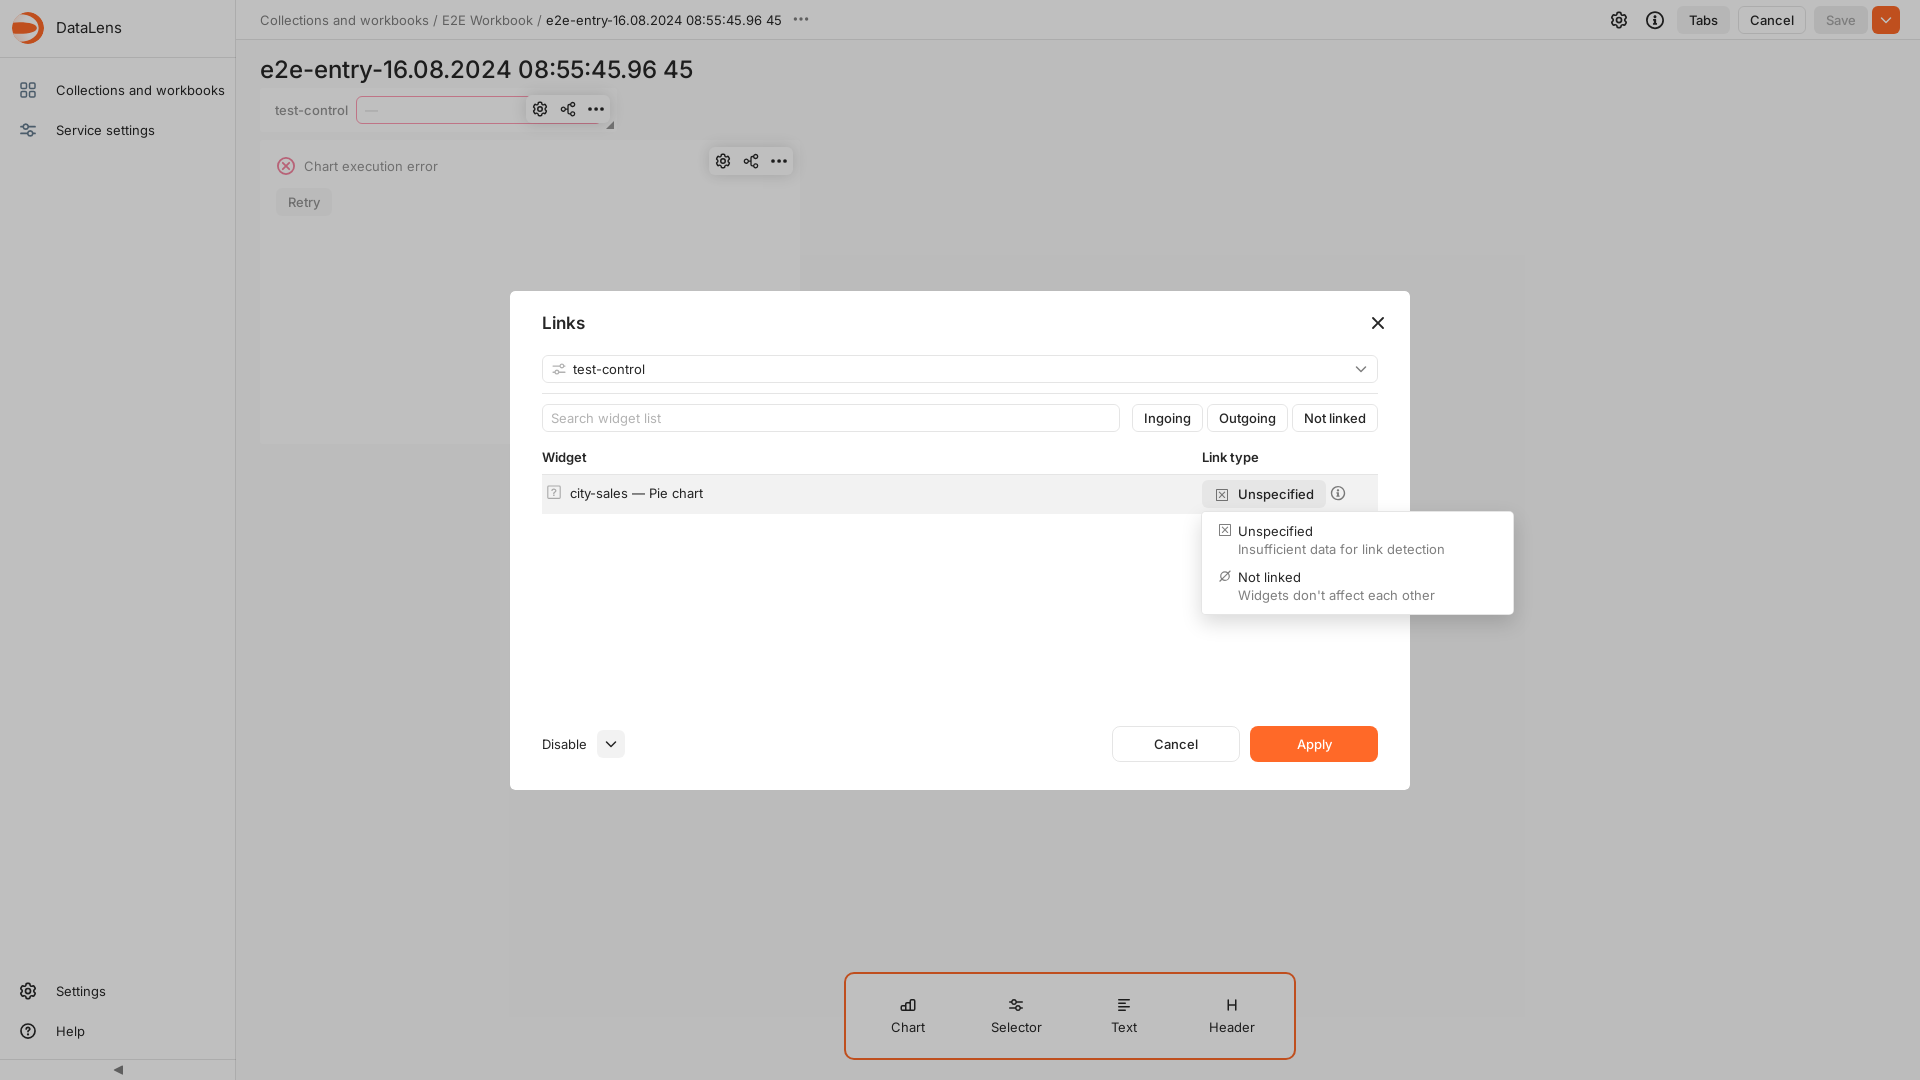 DataLens
Collections and workbooks
Service settings
Settings
Help
Collections and workbooks / E2E Workbook / e2e-entry-16.08.2024 08:55:45.96 45
Tabs
Cancel
Save
e2e-entry-16.08.2024 08:55:45.96 45
test-control
—
Chart execution error
Retry
Links
test-control
Search widget list
Ingoing
Outgoing
Not linked
Widget
Link type
city-sales — Pie chart
Unspecified
Unspecified
Insufficient data for link detection
Not linked
Widgets don't affect each other
Disable
Cancel
Apply
Chart
Selector
Text
Header